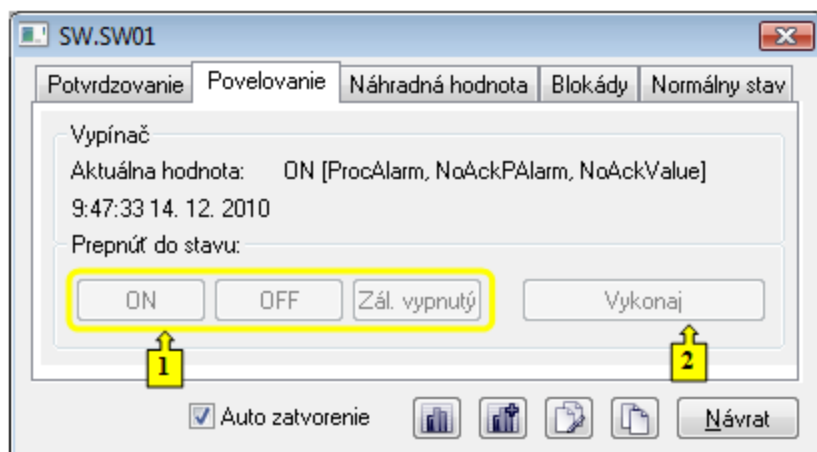 SW.SW01
Potvrdzovanie Povelovanie Náhradná hodnota Blokády Normálny stav
Vypínač
Aktuálna hodnota: ON [ProcAlarm, NoAckPAlarm, NoAckValue]
9:47:33 14. 12. 2010
Prepnúť do stavu:
ON OFF Zál. vypnutý Vykonaj
1 2
Auto zatvorenie Návrat